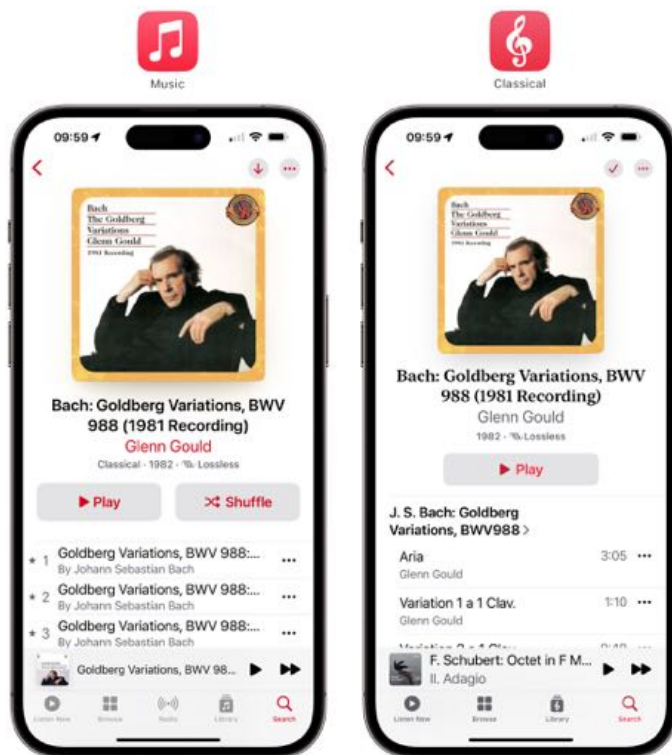 Music
Classical
09:59
Bach
The Goldberg
Variations
Glenn Gould
1981 Recording
Bach: Goldberg Variations, BWV
988 (1981 Recording)
Glenn Gould
Classical · 1982 · Lossless
Play
Shuffle
1 Goldberg Variations, BWV 988:...
By Johann Sebastian Bach
2 Goldberg Variations, BWV 988:...
By Johann Sebastian Bach
3 Goldberg Variations, BWV 988:...
By Johann Sebastian Bach
Goldberg Variations, BWV 98...
Listen Now
Browse
Radio
Library
Search
09:59
Bach
The Goldberg
Variations
Glenn Gould
1981 Recording
Bach: Goldberg Variations, BWV
988 (1981 Recording)
Glenn Gould
1982 · Lossless
Play
J. S. Bach: Goldberg
Variations, BWV988 >
Aria 3:05
Glenn Gould
Variation 1 a 1 Clav. 1:10
Glenn Gould
F. Schubert: Octet in F M...
II. Adagio
Listen Now
Browse
Library
Search